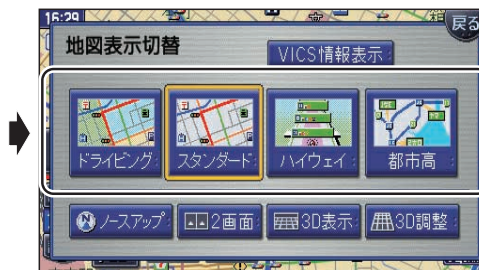 16:29
戻る
地図表示切替
VICS情報表示
ドライビング
スタンダード
ハイウェイ
都市高
ノースアップ
2画面
3D表示
3D調整